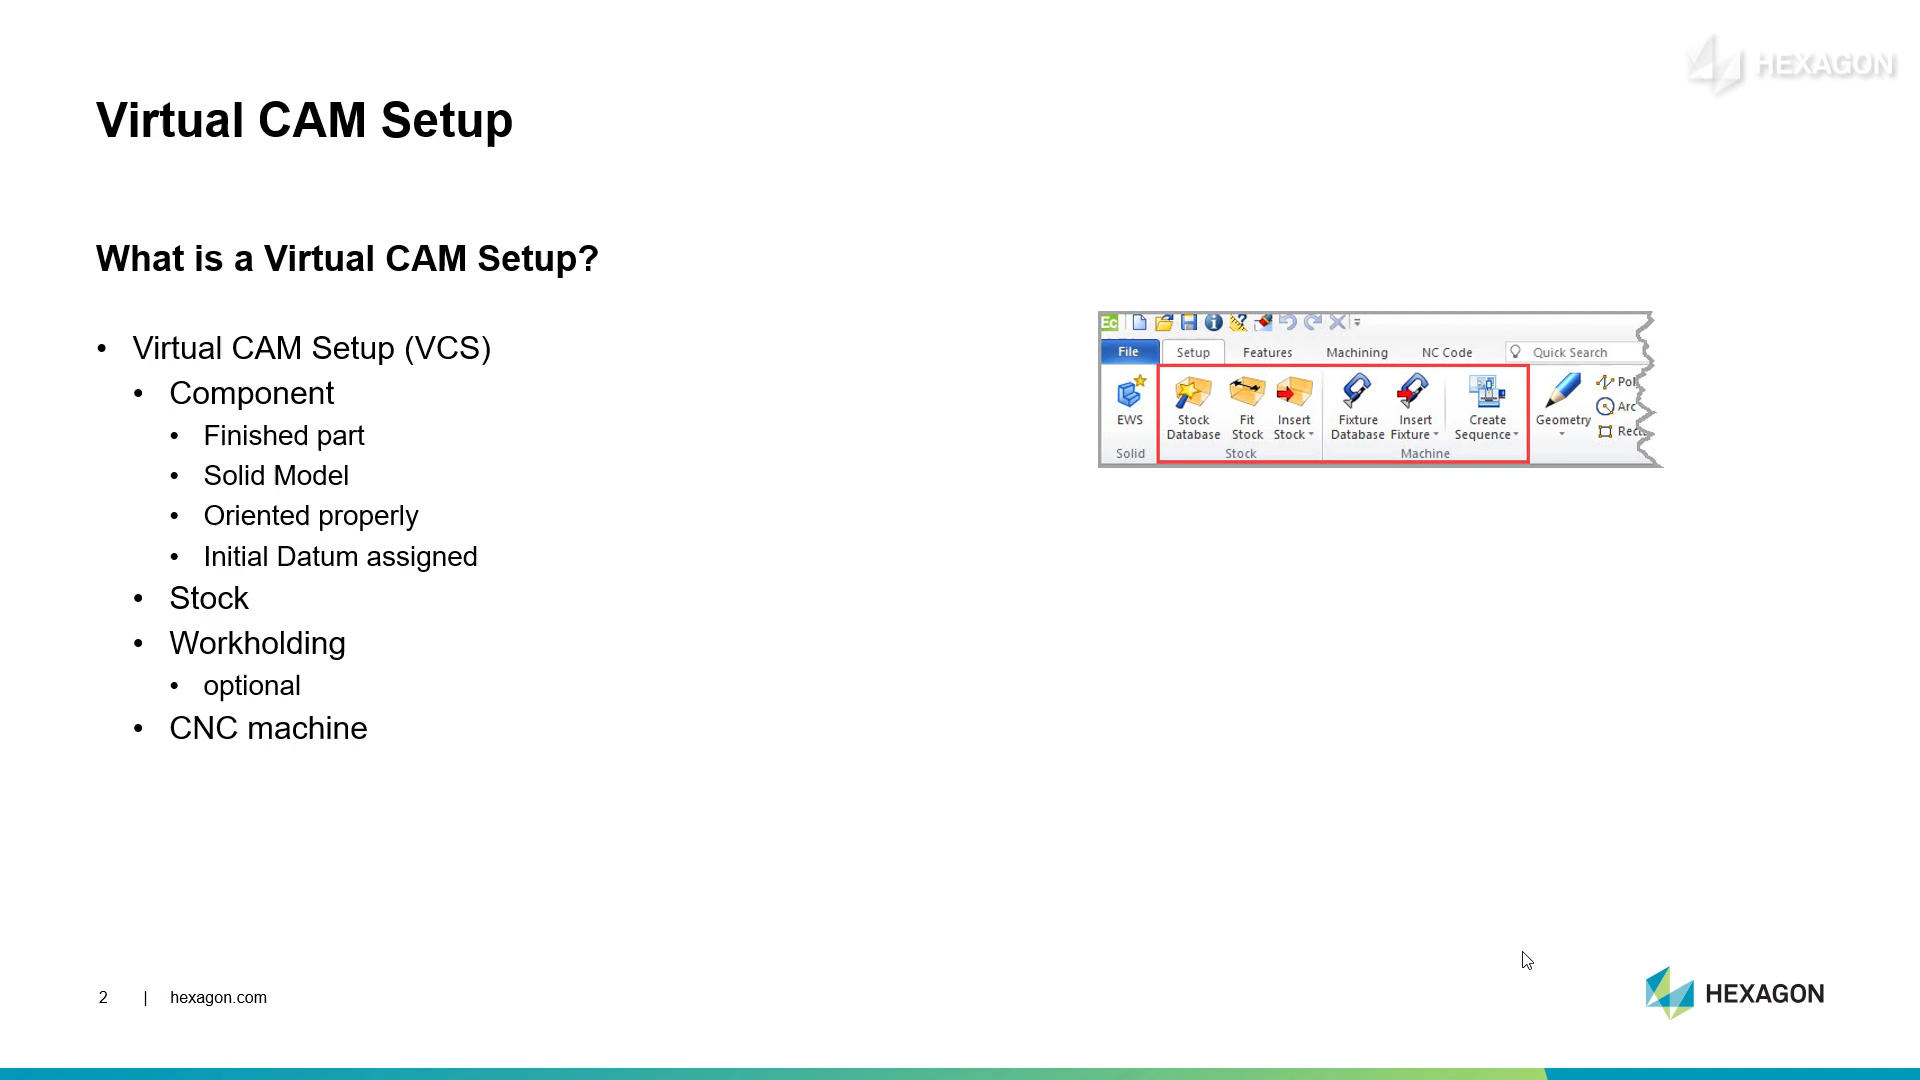 HEXAGON
Virtual CAM Setup
What is a Virtual CAM Setup?
• Virtual CAM Setup (VCS)
• Component
• Finished part
• Solid Model
• Oriented properly
• Initial Datum assigned
• Stock
• Workholding
• optional
• CNC machine
Ec
File Setup Features Machining NC Code Quick Search
EWS
Solid
Stock Database
Fit Stock
Insert Stock
Stock
Fixture Database
Insert Fixture
Create Sequence
Machine
Geometry
Arc
2 | hexagon.com
HEXAGON